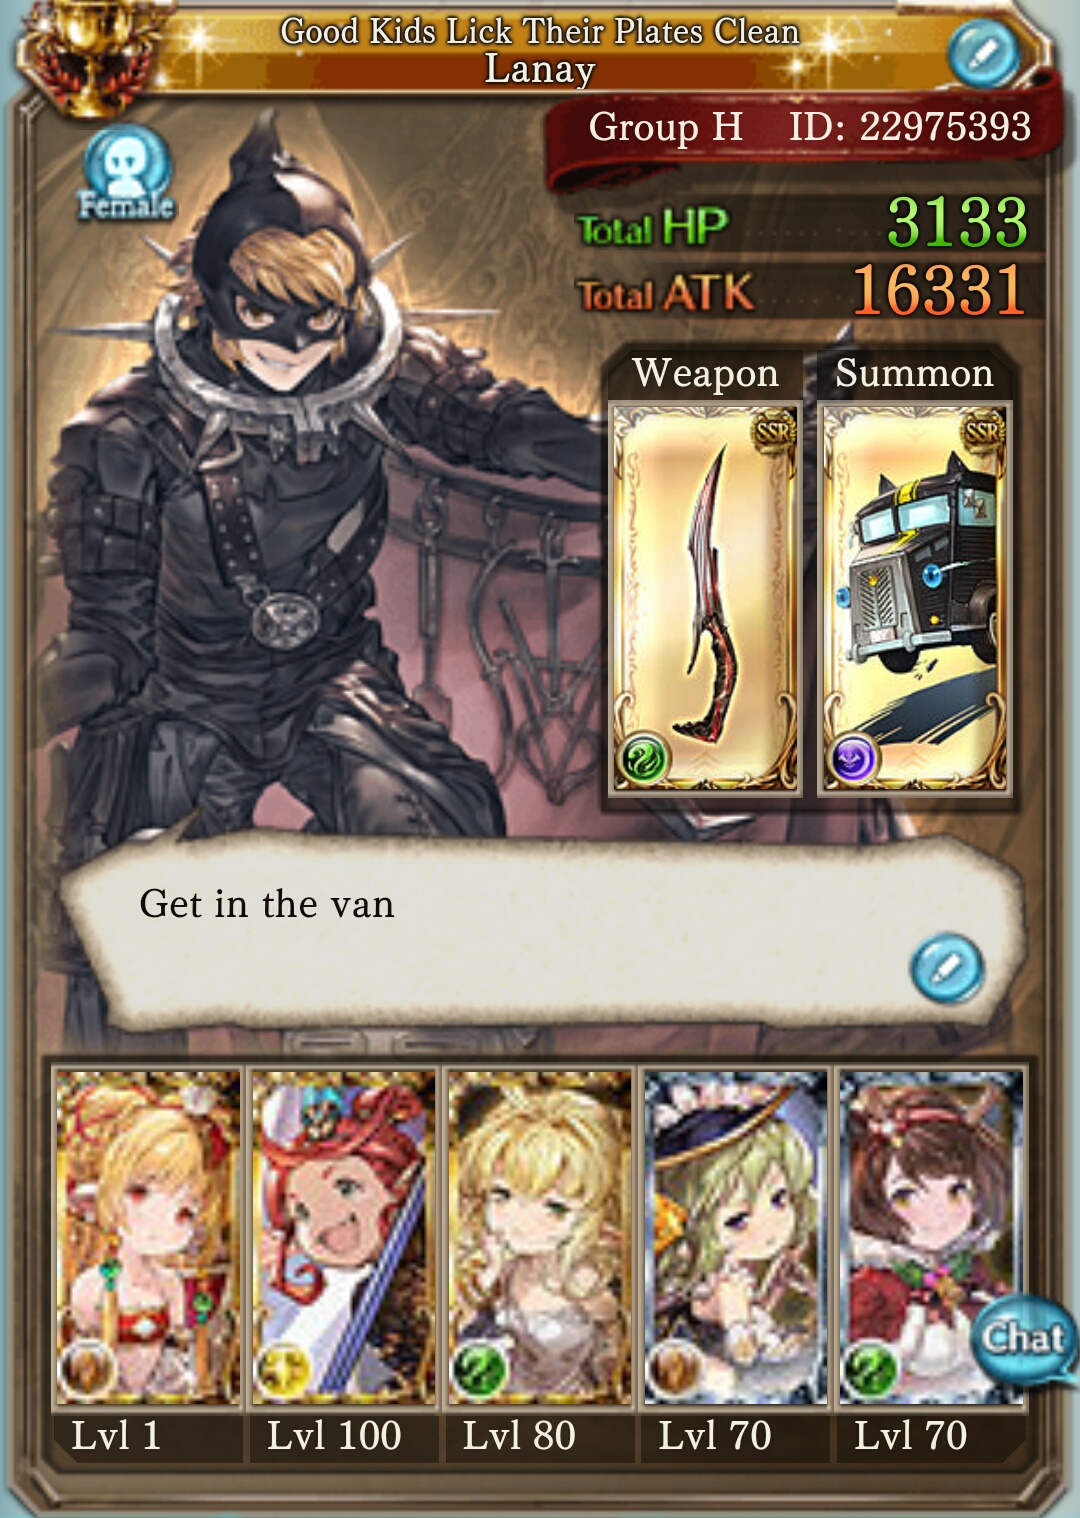 Good Kids Lick Their Plates Clean
Lanay
Group H ID: 22975393
Female
Total HP 3133
Total ATK 16331
Weapon Summon
SSR SSR
Get in the van
Chat
Lvl 1 Lvl 100 Lvl 80 Lvl 70 Lvl 70